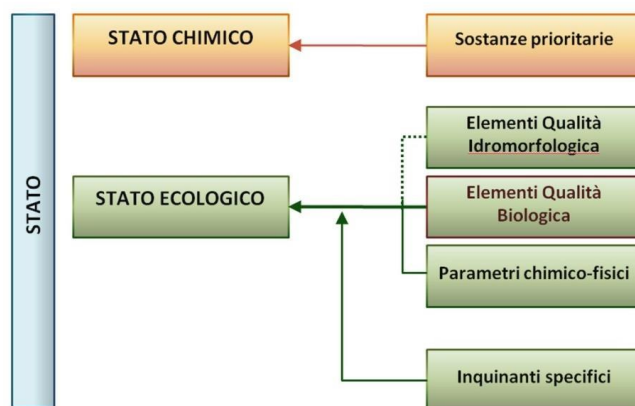 STATO
STATO CHIMICO
Sostanze prioritarie
Elementi Qualità
Idromorfologica
STATO ECOLOGICO
Elementi Qualità
Biologica
Parametri chimico-fisici
Inquinanti specifici